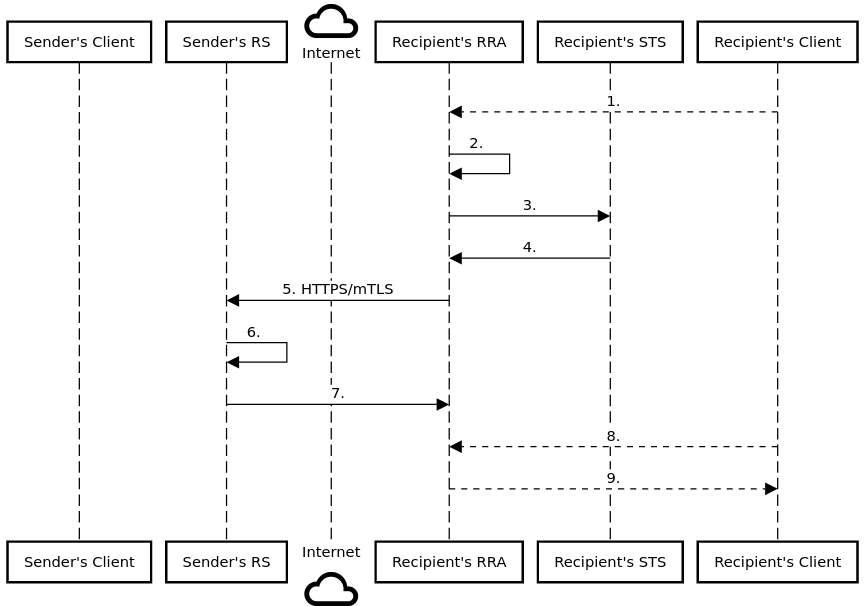 Sender's Client
Sender's RS
Internet
Recipient's RRA
Recipient's STS
Recipient's Client
1.
2.
3.
4.
5. HTTPS/mTLS
6.
7.
8.
9.
Sender's Client
Sender's RS
Internet
Recipient's RRA
Recipient's STS
Recipient's Client